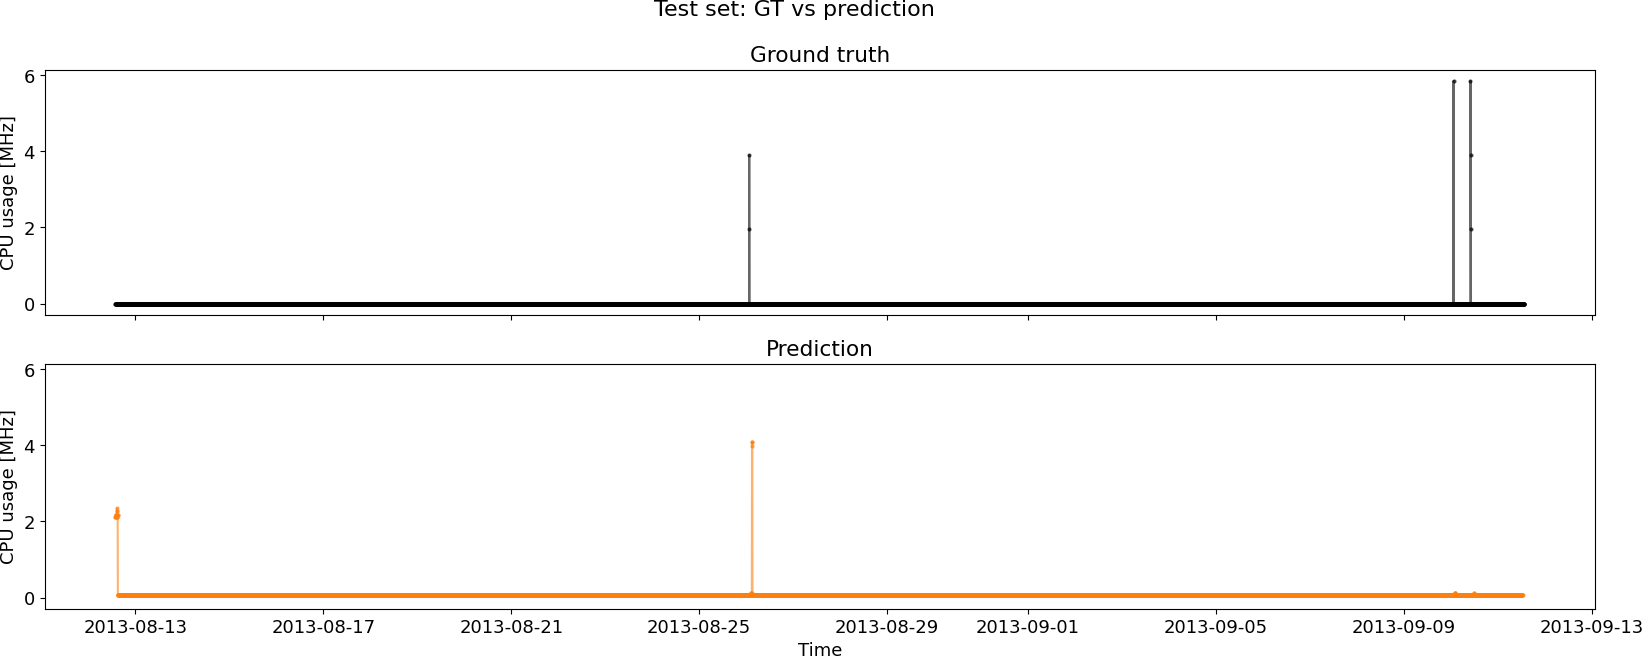 Test set: GT vs prediction
Ground truth
CPU usage [MHz]
6
4
2
0
Prediction
CPU usage [MHz]
6
4
2
0
2013-08-13 2013-08-17 2013-08-21 2013-08-25 2013-08-29 2013-09-01 2013-09-05 2013-09-09 2013-09-13
Time